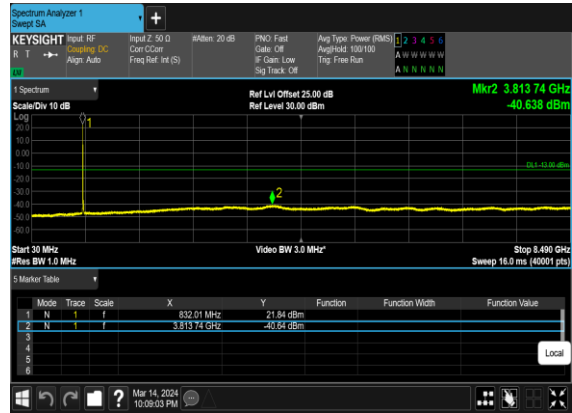 Spectrum Analyzer 1
Swept SA
+
KEYSIGHT Input: RF Input Z: 50 Ω #Atten: 20 dB PNO: Fast Avg Type: Power (RMS) 1 2 3 4 5 6
R T Coupling: DC Corr CCorr Gate: Off Avg|Hold: 100/100 A W W W W W
Align: Auto Freq Ref: Int (S) IF Gain: Low Trig: Free Run
LW Sig Track: Off A N N N N N
1 Spectrum Ref Lvl Offset 25.00 dB Mkr2 3.813 74 GHz
Scale/Div 10 dB Ref Level 30.00 dBm -40.638 dBm
Log
20.0
1
10.0
0.00
-10.0
DL1 -13.00 dBm
-20.0
-30.0
2
-40.0
-50.0
-60.0
Start 30 MHz Video BW 3.0 MHz* Stop 8.490 GHz
#Res BW 1.0 MHz Sweep 16.0 ms (40001 pts)
5 Marker Table
Mode Trace Scale X Y Function Function Width Function Value
1 N 1 f 832.01 MHz 21.84 dBm
2 N 1 f 3.813 74 GHz -40.64 dBm
3
4
5
6
Local
? Mar 14, 2024
10:09:03 PM